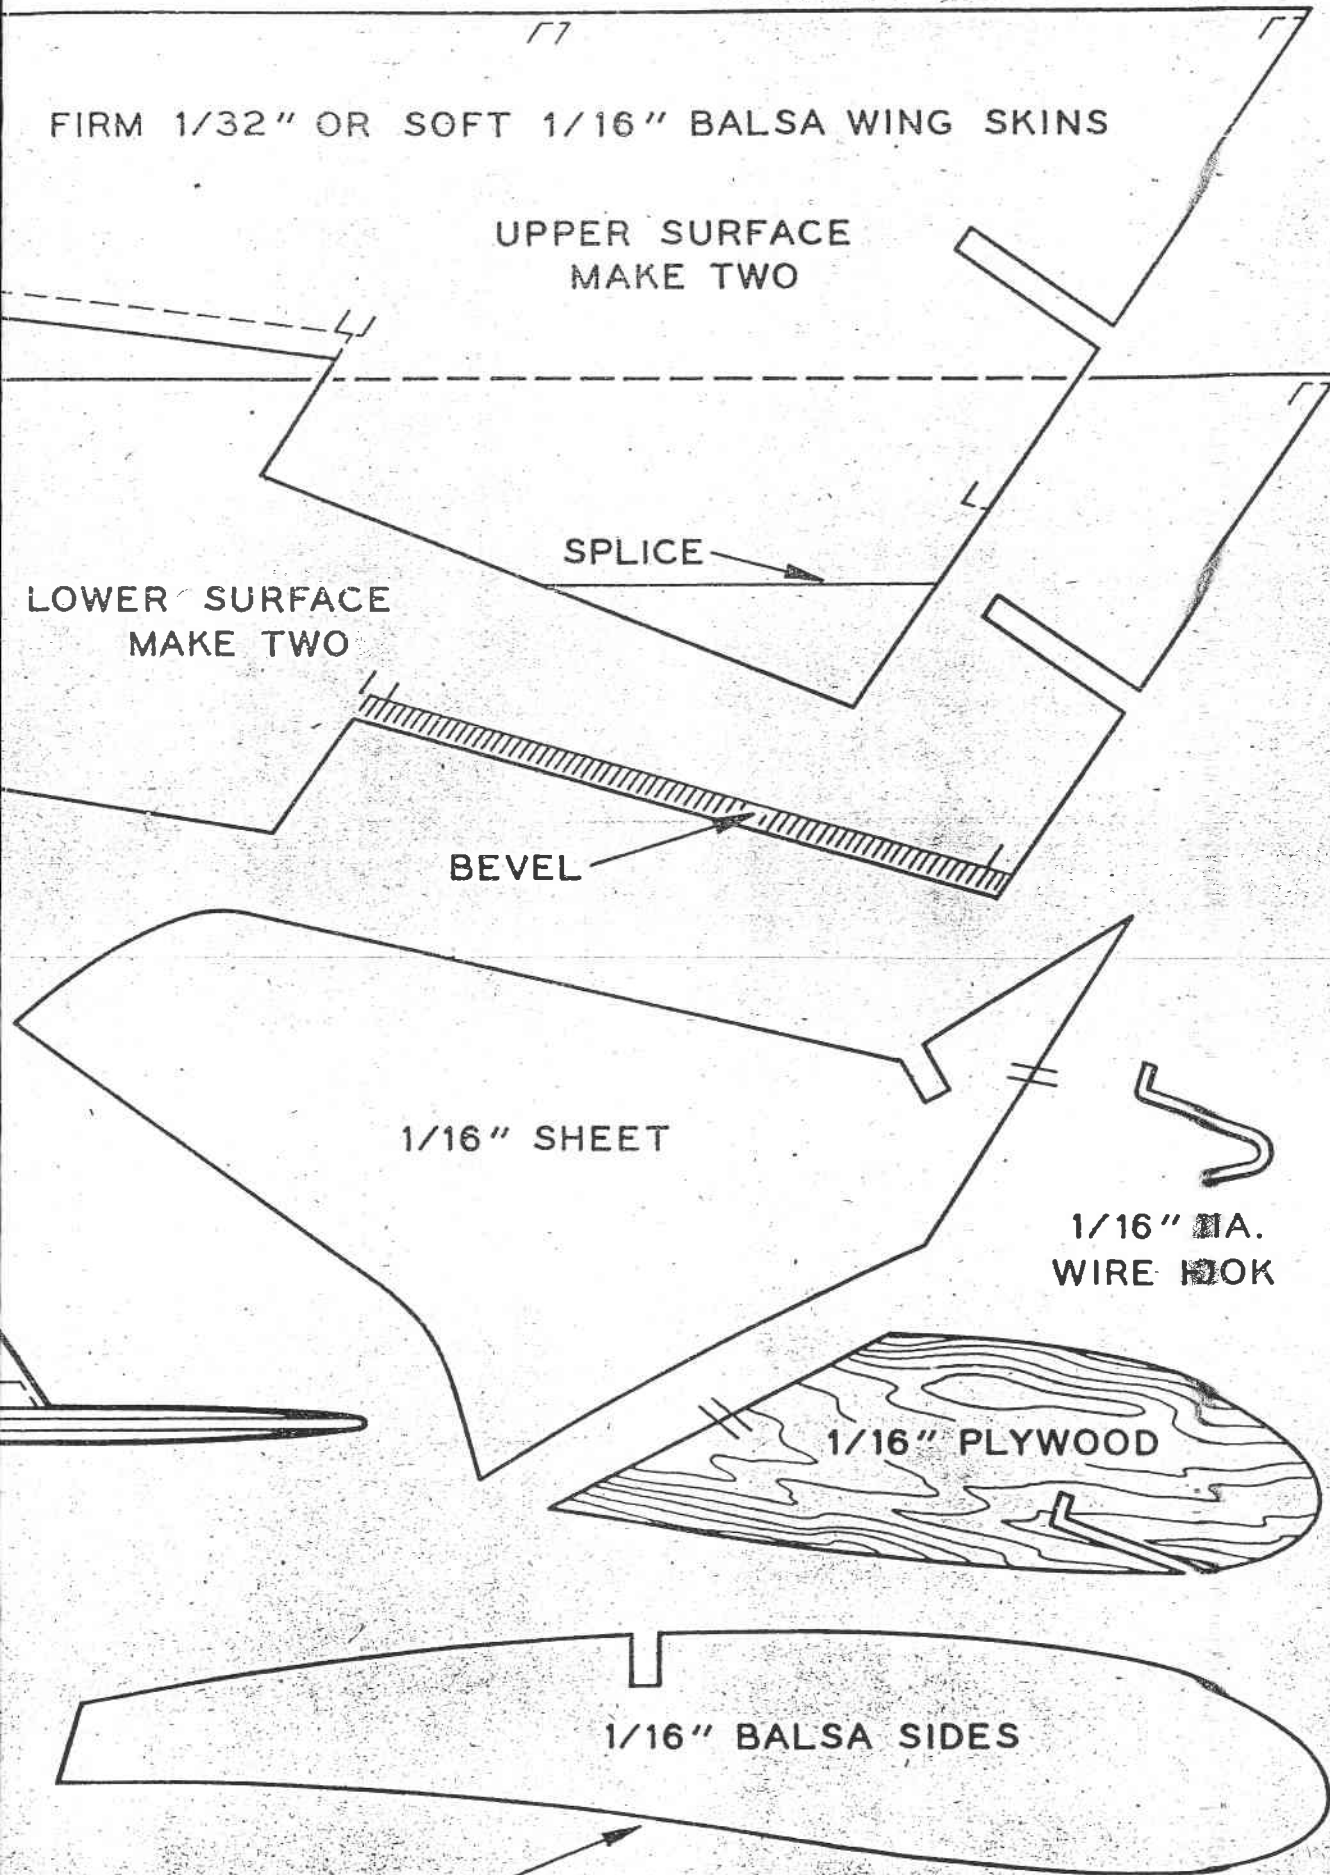 FIRM 1/32" OR SOFT 1/16" BALSA WING SKINS
UPPER SURFACE
MAKE TWO
SPLICE
LOWER SURFACE
MAKE TWO
BEVEL
1/16" SHEET
1/16" DIA.
WIRE HOOK
1/16" PLYWOOD
1/16" BALSA SIDES